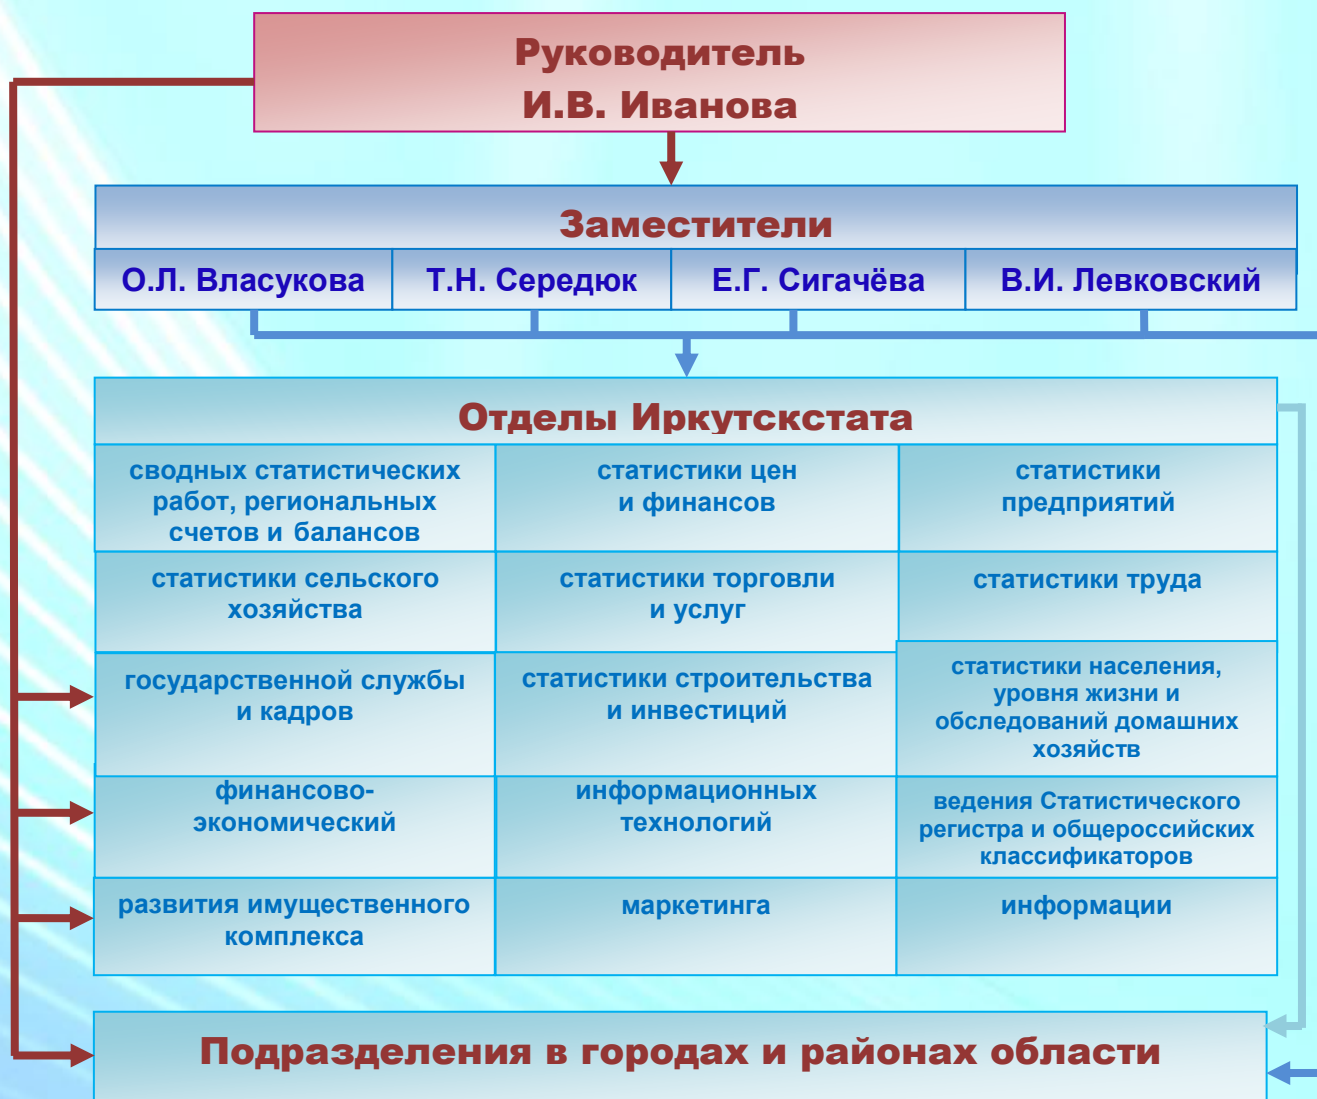 Руководитель
И.В. Иванова
Заместители
О.Л. Власукова
Т.Н. Середюк
Е.Г. Сигачёва
В.И. Левковский
Отделы Иркутскстата
сводных статистических
работ, региональных
счетов и балансов
статистики цен
и финансов
статистики
предприятий
статистики сельского
хозяйства
статистики торговли
и услуг
статистики труда
государственной службы
и кадров
статистики строительства
и инвестиций
статистики населения,
уровня жизни и
обследований домашних
хозяйств
финансово-
экономический
информационных
технологий
ведения Статистического
регистра и общероссийских
классификаторов
развития имущественного
комплекса
маркетинга
информации
Подразделения в городах и районах области